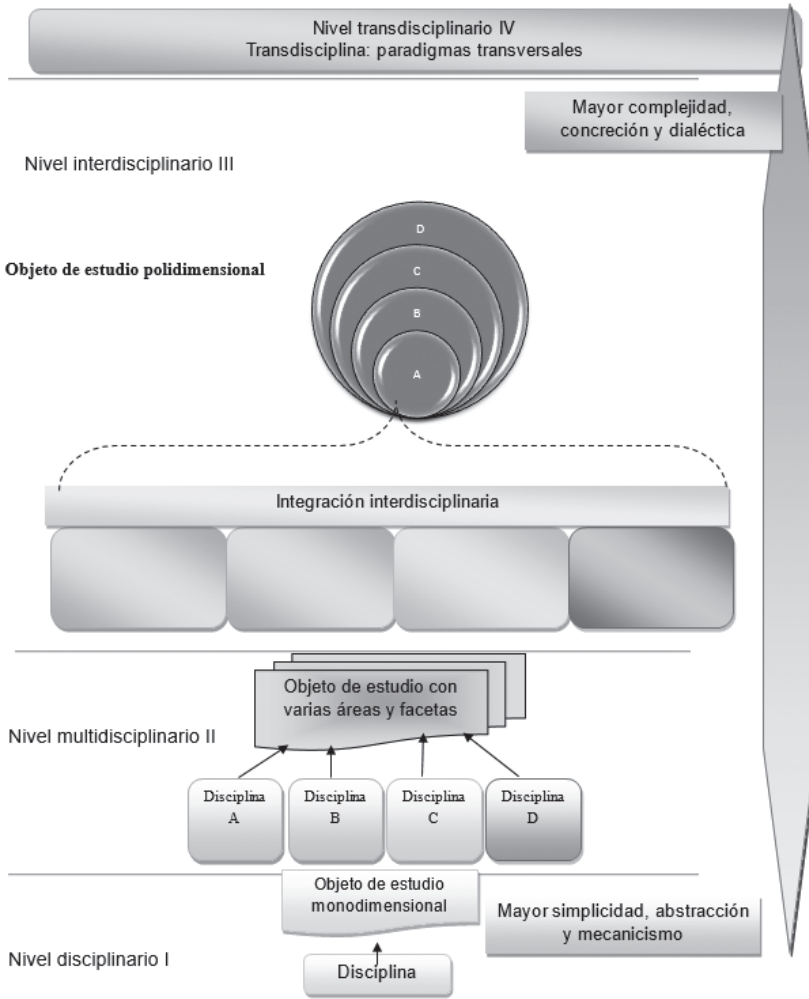 Nivel transdisciplinario IV
Transdisciplina: paradigmas transversales
Mayor complejidad,
concreción y dialéctica
Nivel interdisciplinario III
Objeto de estudio polidimensional
D
C
B
A
Integración interdisciplinaria
Objeto de estudio con
varias áreas y facetas
Nivel multidisciplinario II
Disciplina
A
Disciplina
B
Disciplina
C
Disciplina
D
Objeto de estudio
monodimensional
Mayor simplicidad, abstracción
y mecanicismo
Nivel disciplinario I
Disciplina